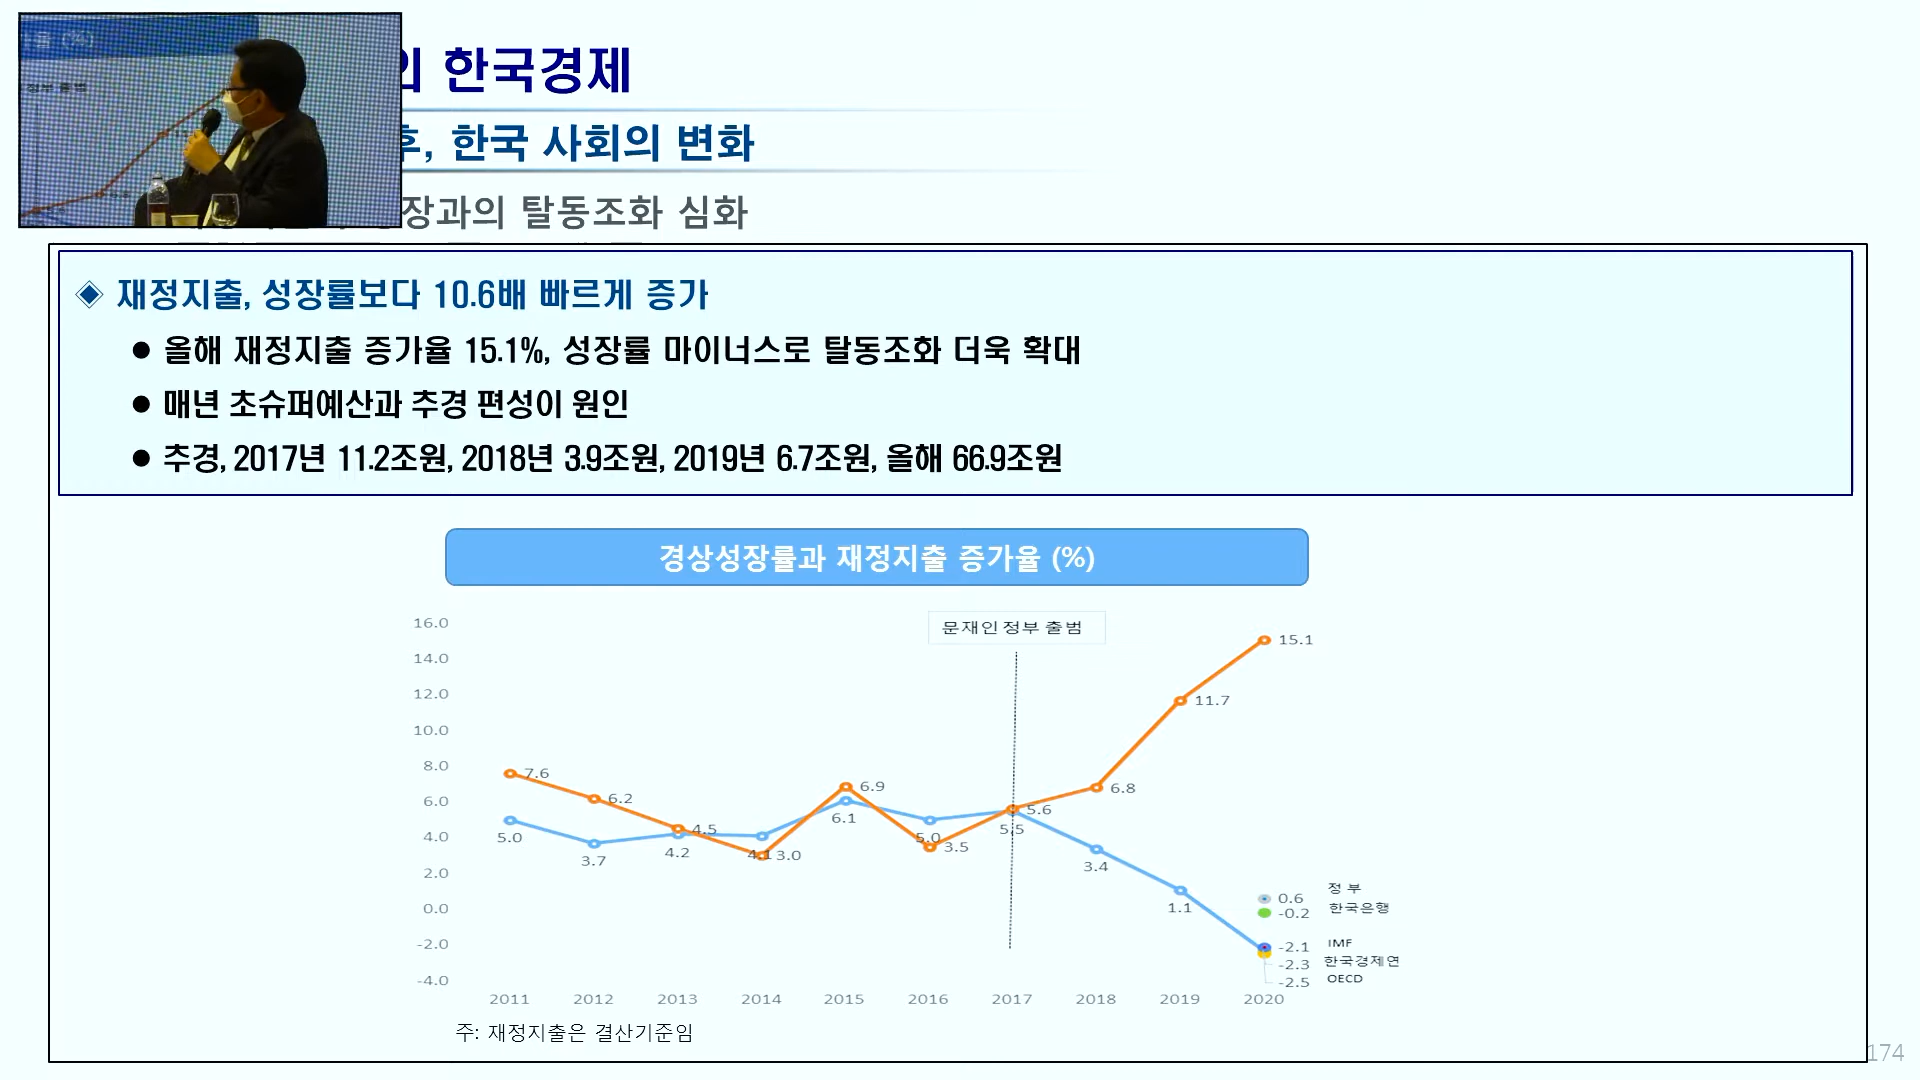 한국경제
한국 사회의 변화
탈동조화 심화
재정지출, 성장률보다 10.6배 빠르게 증가
올해 재정지출 증가율 15.1%, 성장률 마이너스로 탈동조화 더욱 확대
매년 초슈퍼예산과 추경 편성이 원인
추경, 2017년 11.2조원, 2018년 3.9조원, 2019년 6.7조원, 올해 66.9조원
경상성장률과 재정지출 증가율 (%)
문재인정부 출범
16.0
14.0
12.0
10.0
8.0
6.0
4.0
2.0
0.0
-2.0
-4.0
7.6
6.2
4.5
3.0
6.9
3.5
5.6
6.8
11.7
15.1
5.0
3.7
4.2
4.1
6.1
5.0
5.5
3.4
1.1
0.6 정 부
-0.2 한국은행
-2.1 IMF
-2.3 한국경제연
-2.5 OECD
2011 2012 2013 2014 2015 2016 2017 2018 2019 2020
주: 재정지출은 결산기준임
174